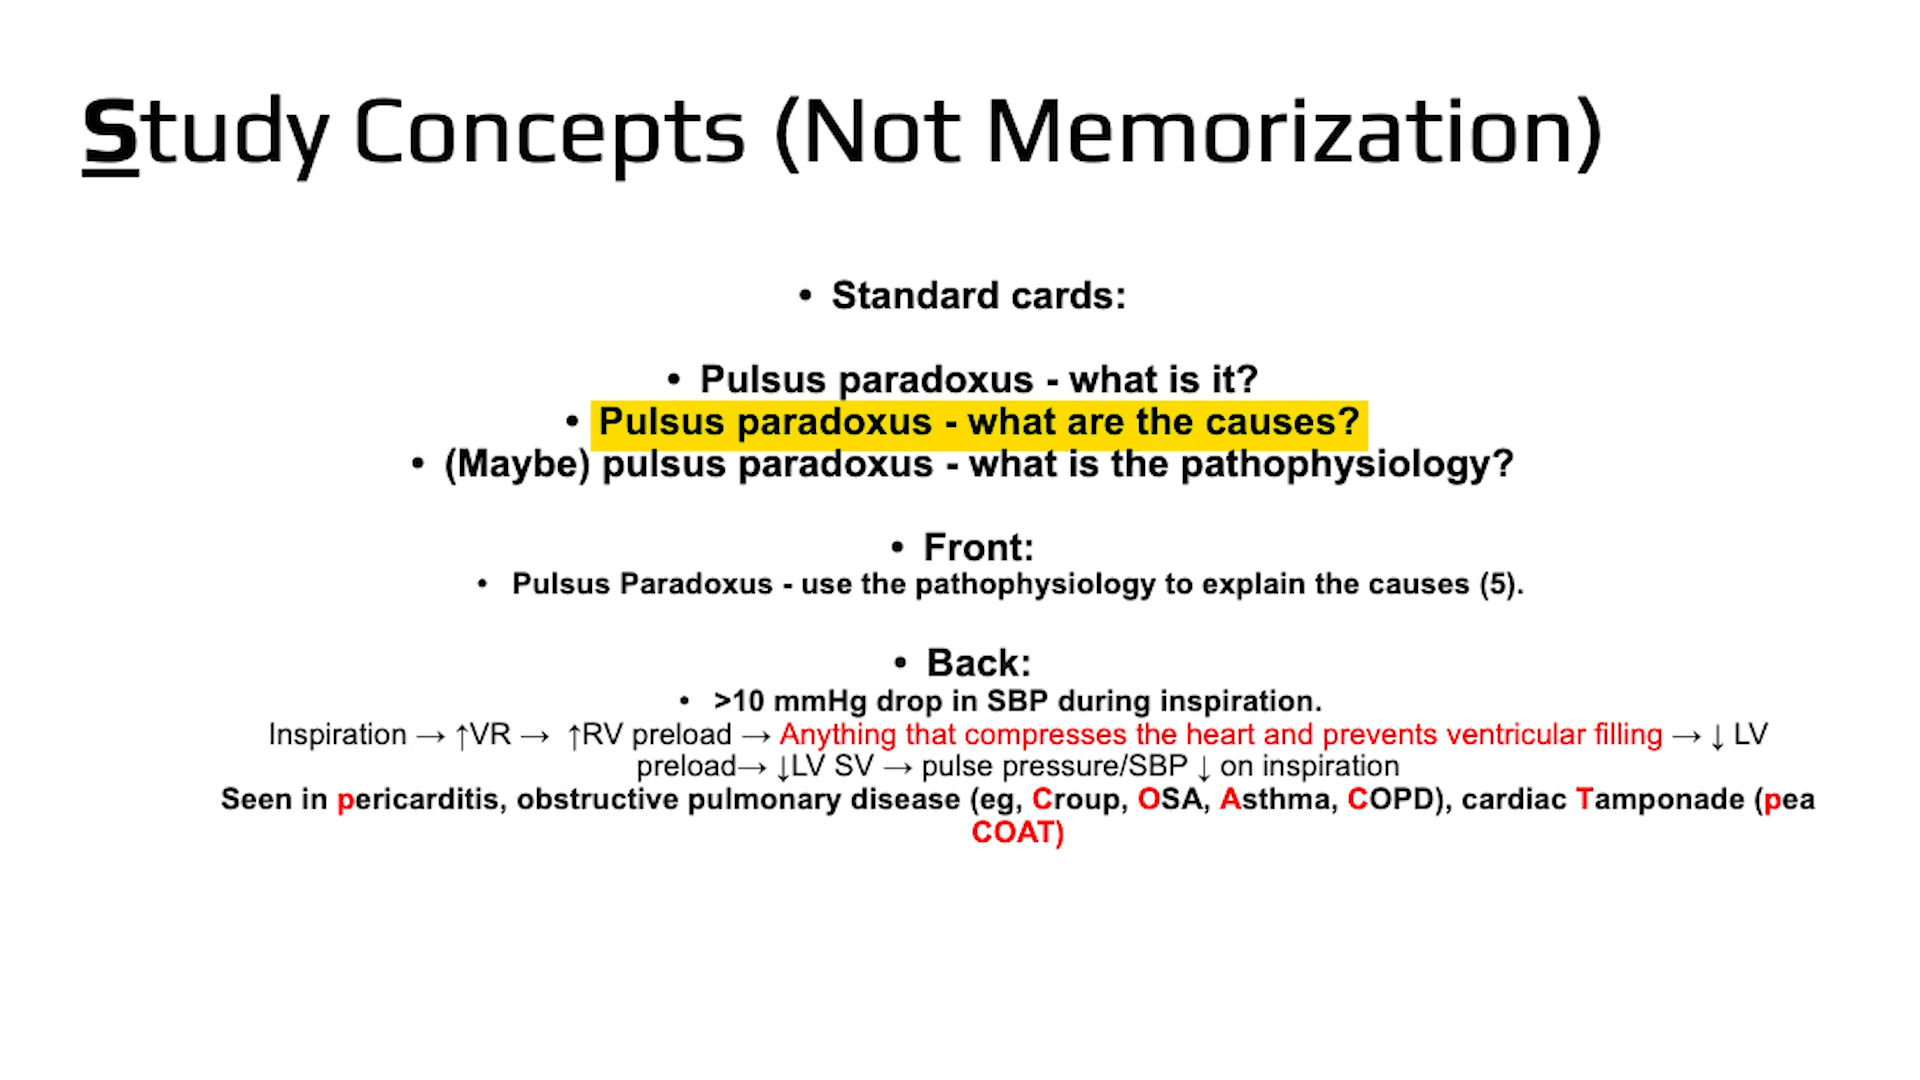 Study Concepts (Not Memorization)
• Standard cards:
• Pulsus paradoxus - what is it?
• Pulsus paradoxus - what are the causes?
• (Maybe) pulsus paradoxus - what is the pathophysiology?
• Front:
• Pulsus Paradoxus - use the pathophysiology to explain the causes (5).
• Back:
• >10 mmHg drop in SBP during inspiration.
Inspiration → ↑VR → ↑RV preload → Anything that compresses the heart and prevents ventricular filling → ↓ LV
preload→ ↓LV SV → pulse pressure/SBP ↓ on inspiration
Seen in pericarditis, obstructive pulmonary disease (eg, Croup, OSA, Asthma, COPD), cardiac Tamponade (pea
COAT)